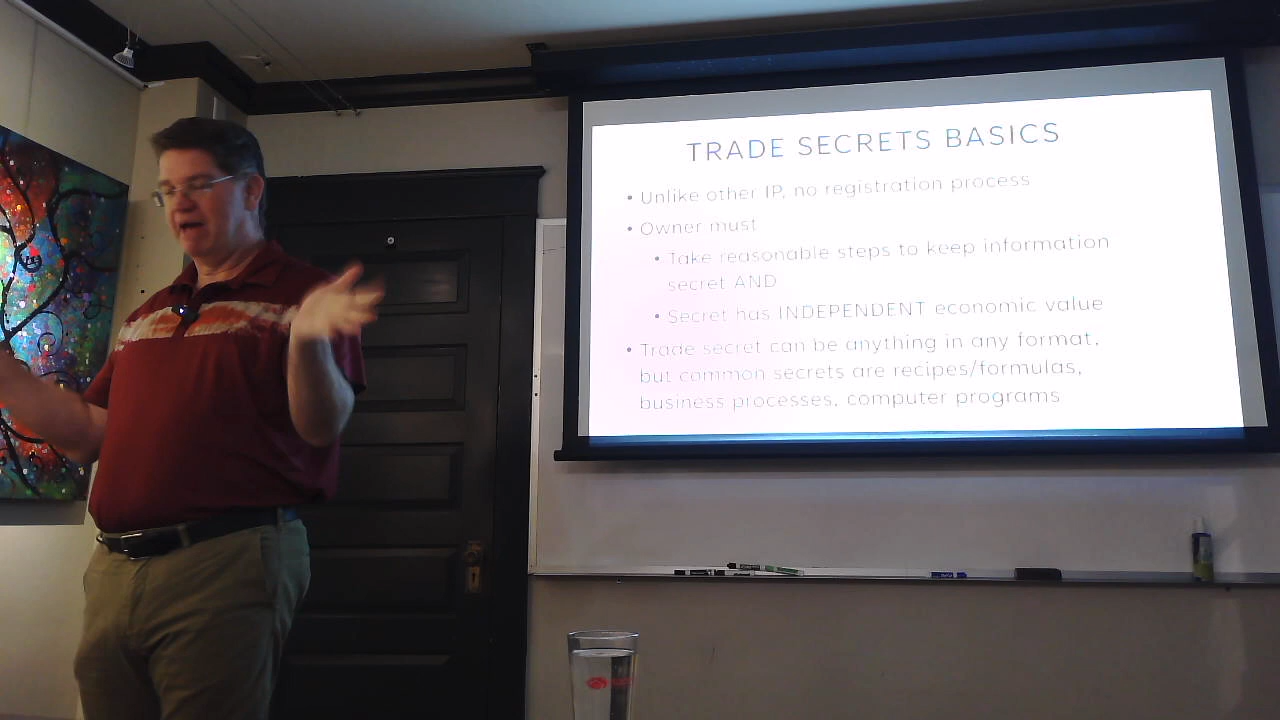 TRADE SECRETS BASICS
• Unlike other IP, no registration process
• Owner must
• Take reasonable steps to keep information
secret AND
• Secret has INDEPENDENT economic value
• Trade secret can be anything in any format,
but common secrets are recipes/formulas,
business processes, computer programs